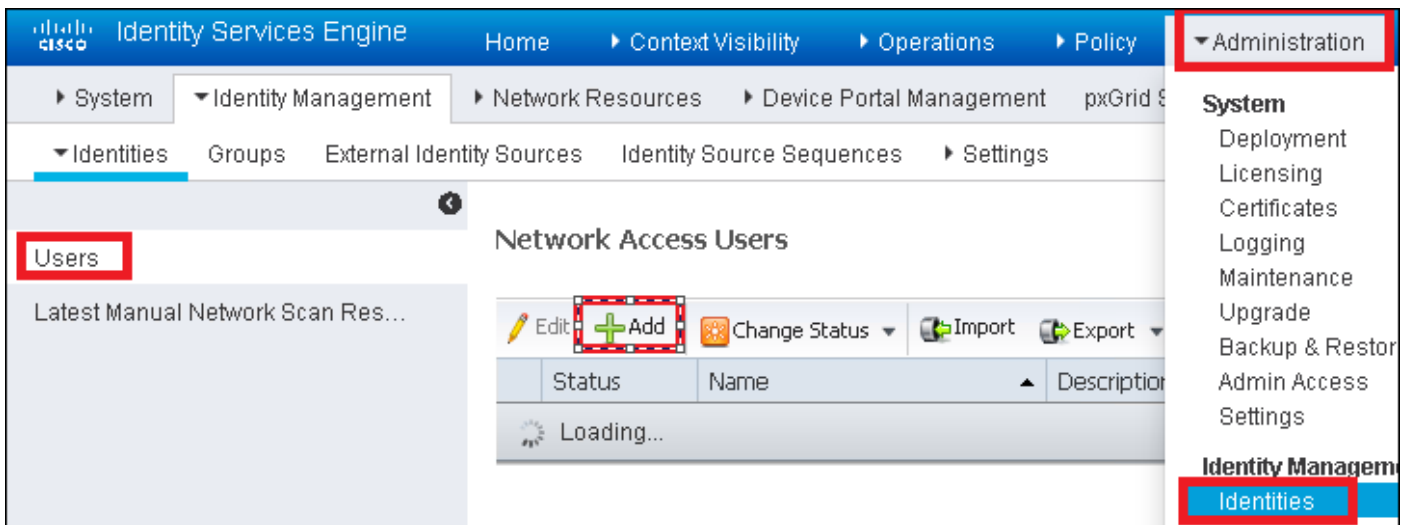 cisco Identity Services Engine Home Context Visibility Operations Policy Administration
System Identity Management Network Resources Device Portal Management pxGrid S
Identities Groups External Identity Sources Identity Source Sequences Settings
Users
Latest Manual Network Scan Res...
Network Access Users
Edit Add Change Status Import Export
Status Name Description
Loading...
System
Deployment
Licensing
Certificates
Logging
Maintenance
Upgrade
Backup & Restor
Admin Access
Settings
Identity Managem
Identities